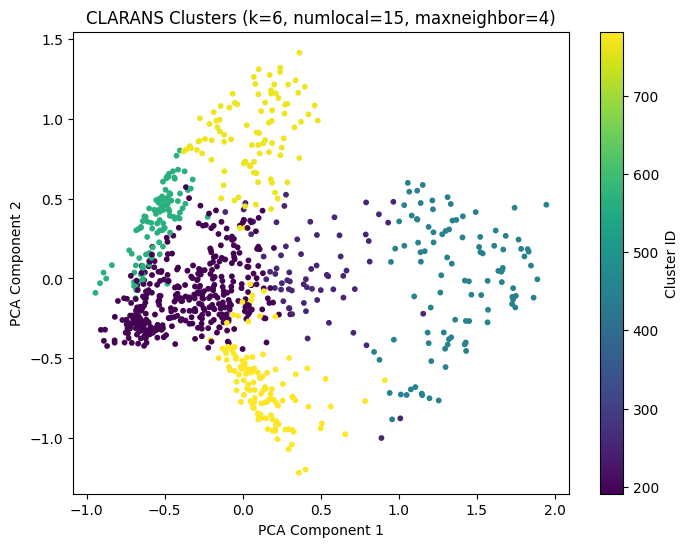 CLARANS Clusters (k=6, numlocal=15, maxneighbor=4)
1.5
1.0
0.5
0.0
−0.5
−1.0
PCA Component 2
−1.0 −0.5 0.0 0.5 1.0 1.5 2.0
PCA Component 1
700
600
500
400
300
200
Cluster ID